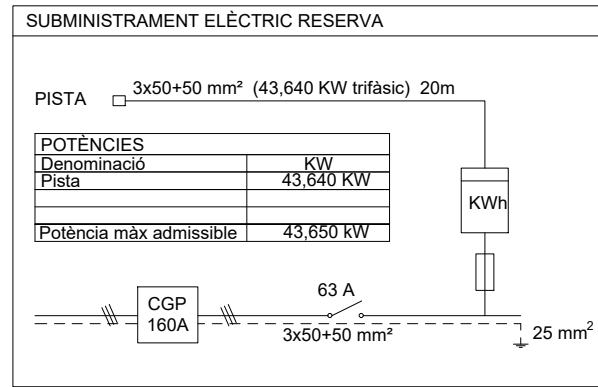 SUBMINISTRAMENT ELÈCTRIC RESERVA
PISTA 3x50+50 mm² (43,640 KW trifàsic) 20m
POTÈNCIES
Denominació KW
Pista 43,640 KW
Potència màx admissible 43,650 kW
KWh
CGP
160A
63 A
3x50+50 mm²
25 mm²